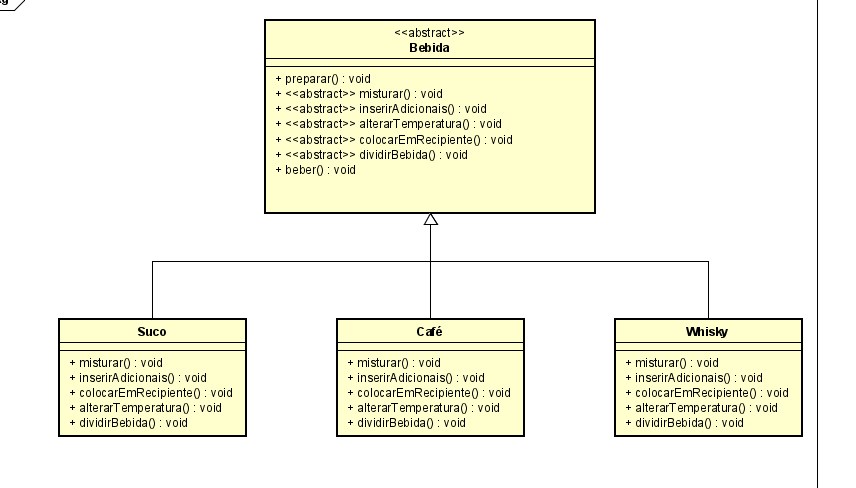 <<abstract>>
Bebida
+ preparar() : void
+ <<abstract>> misturar() : void
+ <<abstract>> inserirAdicionais() : void
+ <<abstract>> alterarTemperatura() : void
+ <<abstract>> colocarEmRecipiente() : void
+ <<abstract>> dividirBebida() : void
+ beber() : void
Suco
+ misturar() : void
+ inserirAdicionais() : void
+ colocarEmRecipiente() : void
+ alterarTemperatura() : void
+ dividirBebida() : void
Café
+ misturar() : void
+ inserirAdicionais() : void
+ colocarEmRecipiente() : void
+ alterarTemperatura() : void
+ dividirBebida() : void
Whisky
+ misturar() : void
+ inserirAdicionais() : void
+ colocarEmRecipiente() : void
+ alterarTemperatura() : void
+ dividirBebida() : void